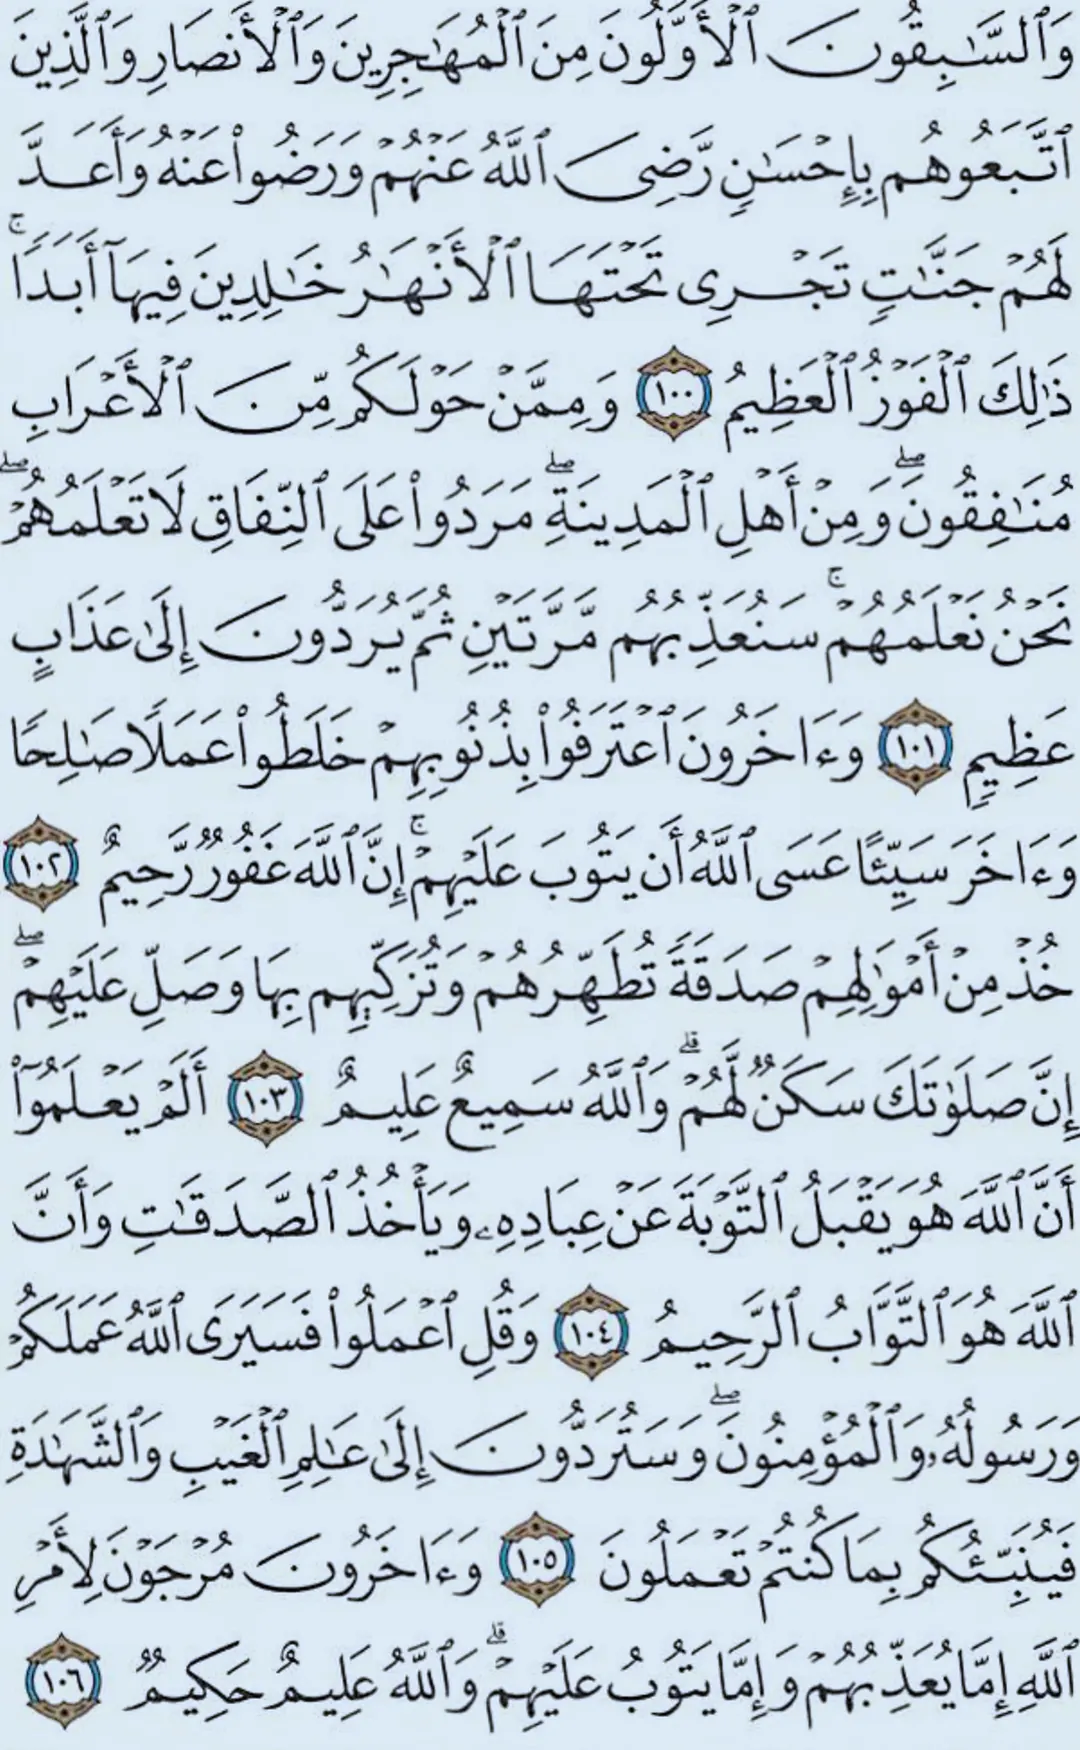 وَٱلسَّٰبِقُونَ ٱلْأَوَّلُونَ مِنَ ٱلْمُهَٰجِرِينَ وَٱلْأَنصَارِ وَٱلَّذِينَ
ٱتَّبَعُوهُم بِإِحْسَٰنٍ رَّضِىَ ٱللَّهُ عَنْهُمْ وَرَضُوا۟ عَنْهُ وَأَعَدَّ
لَهُمْ جَنَّٰتٍ تَجْرِى تَحْتَهَا ٱلْأَنْهَٰرُ خَٰلِدِينَ فِيهَآ أَبَدًا ۚ
ذَٰلِكَ ٱلْفَوْزُ ٱلْعَظِيمُ ١٠٠ وَمِمَّنْ حَوْلَكُم مِّنَ ٱلْأَعْرَابِ
مُنَٰفِقُونَ ۖ وَمِنْ أَهْلِ ٱلْمَدِينَةِ ۖ مَرَدُوا۟ عَلَى ٱلنِّفَاقِ لَا تَعْلَمُهُمْ ۖ
نَحْنُ نَعْلَمُهُمْ ۚ سَنُعَذِّبُهُم مَّرَّتَيْنِ ثُمَّ يُرَدُّونَ إِلَىٰ عَذَابٍ
عَظِيمٍ ١٠١ وَءَاخَرُونَ ٱعْتَرَفُوا۟ بِذُنُوبِهِمْ خَلَطُوا۟ عَمَلًا صَٰلِحًا
وَءَاخَرَ سَيِّئًا عَسَى ٱللَّهُ أَن يَتُوبَ عَلَيْهِمْ ۚ إِنَّ ٱللَّهَ غَفُورٌ رَّحِيمٌ ١٠٢
خُذْ مِنْ أَمْوَٰلِهِمْ صَدَقَةً تُطَهِّرُهُمْ وَتُزَكِّيهِم بِهَا وَصَلِّ عَلَيْهِمْ ۖ
إِنَّ صَلَوٰتَكَ سَكَنٌ لَّهُمْ ۗ وَٱللَّهُ سَمِيعٌ عَلِيمٌ ١٠٣ أَلَمْ يَعْلَمُوٓا۟
أَنَّ ٱللَّهَ هُوَ يَقْبَلُ ٱلتَّوْبَةَ عَنْ عِبَادِهِۦ وَيَأْخُذُ ٱلصَّدَقَٰتِ وَأَنَّ
ٱللَّهَ هُوَ ٱلتَّوَّابُ ٱلرَّحِيمُ ١٠٤ وَقُلِ ٱعْمَلُوا۟ فَسَيَرَى ٱللَّهُ عَمَلَكُمْ
وَرَسُولُهُۥ وَٱلْمُؤْمِنُونَ ۖ وَسَتُرَدُّونَ إِلَىٰ عَٰلِمِ ٱلْغَيْبِ وَٱلشَّهَٰدَةِ
فَيُنَبِّئُكُم بِمَا كُنتُمْ تَعْمَلُونَ ١٠٥ وَءَاخَرُونَ مُرْجَوْنَ لِأَمْرِ
ٱللَّهِ إِمَّا يُعَذِّبُهُمْ وَإِمَّا يَتُوبُ عَلَيْهِمْ ۗ وَٱللَّهُ عَلِيمٌ حَكِيمٌ ١٠٦